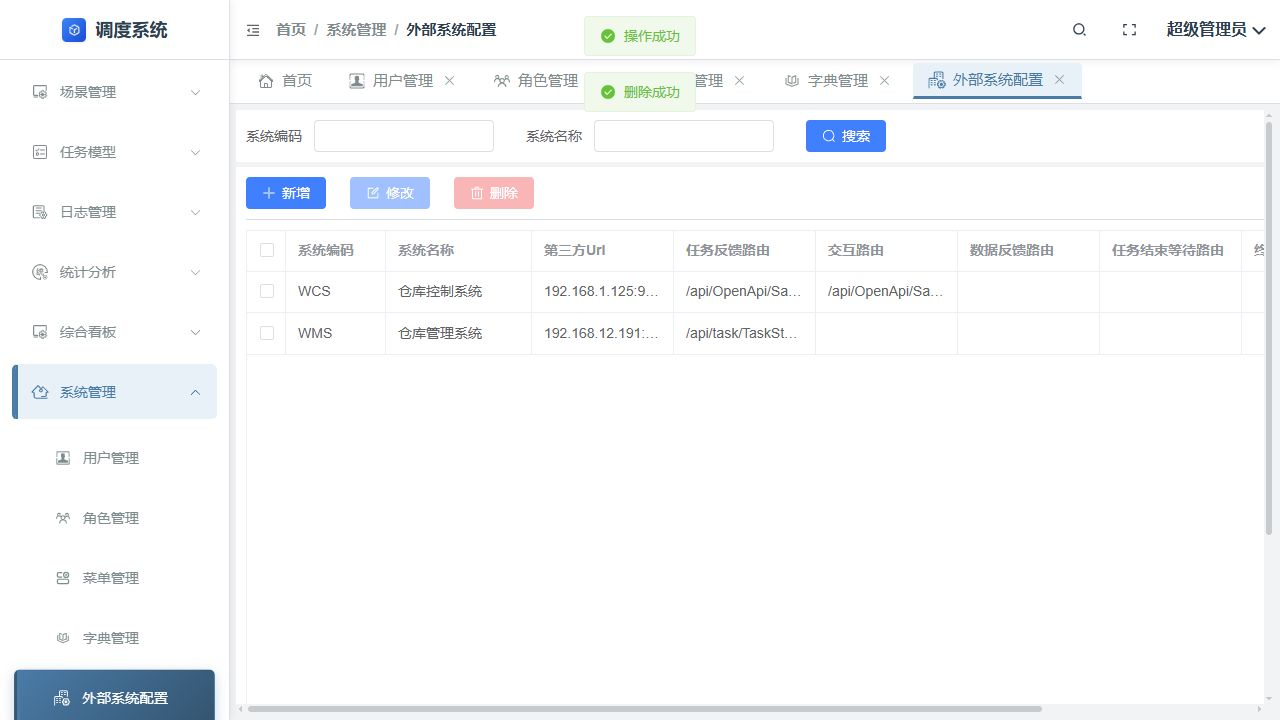 调度系统
首页 / 系统管理 / 外部系统配置
操作成功
超级管理员
首页
用户管理
角色管理
管理
字典管理
外部系统配置
删除成功
场景管理
任务模型
日志管理
统计分析
综合看板
系统管理
用户管理
角色管理
菜单管理
字典管理
外部系统配置
系统编码
系统名称
搜索
新增
修改
删除
系统编码 系统名称 第三方Url 任务反馈路由 交互路由 数据反馈路由 任务结束等待路由
WCS 仓库控制系统 192.168.1.125:9... /api/OpenApi/Sa... /api/OpenApi/Sa...
WMS 仓库管理系统 192.168.12.191:... /api/task/TaskSt...